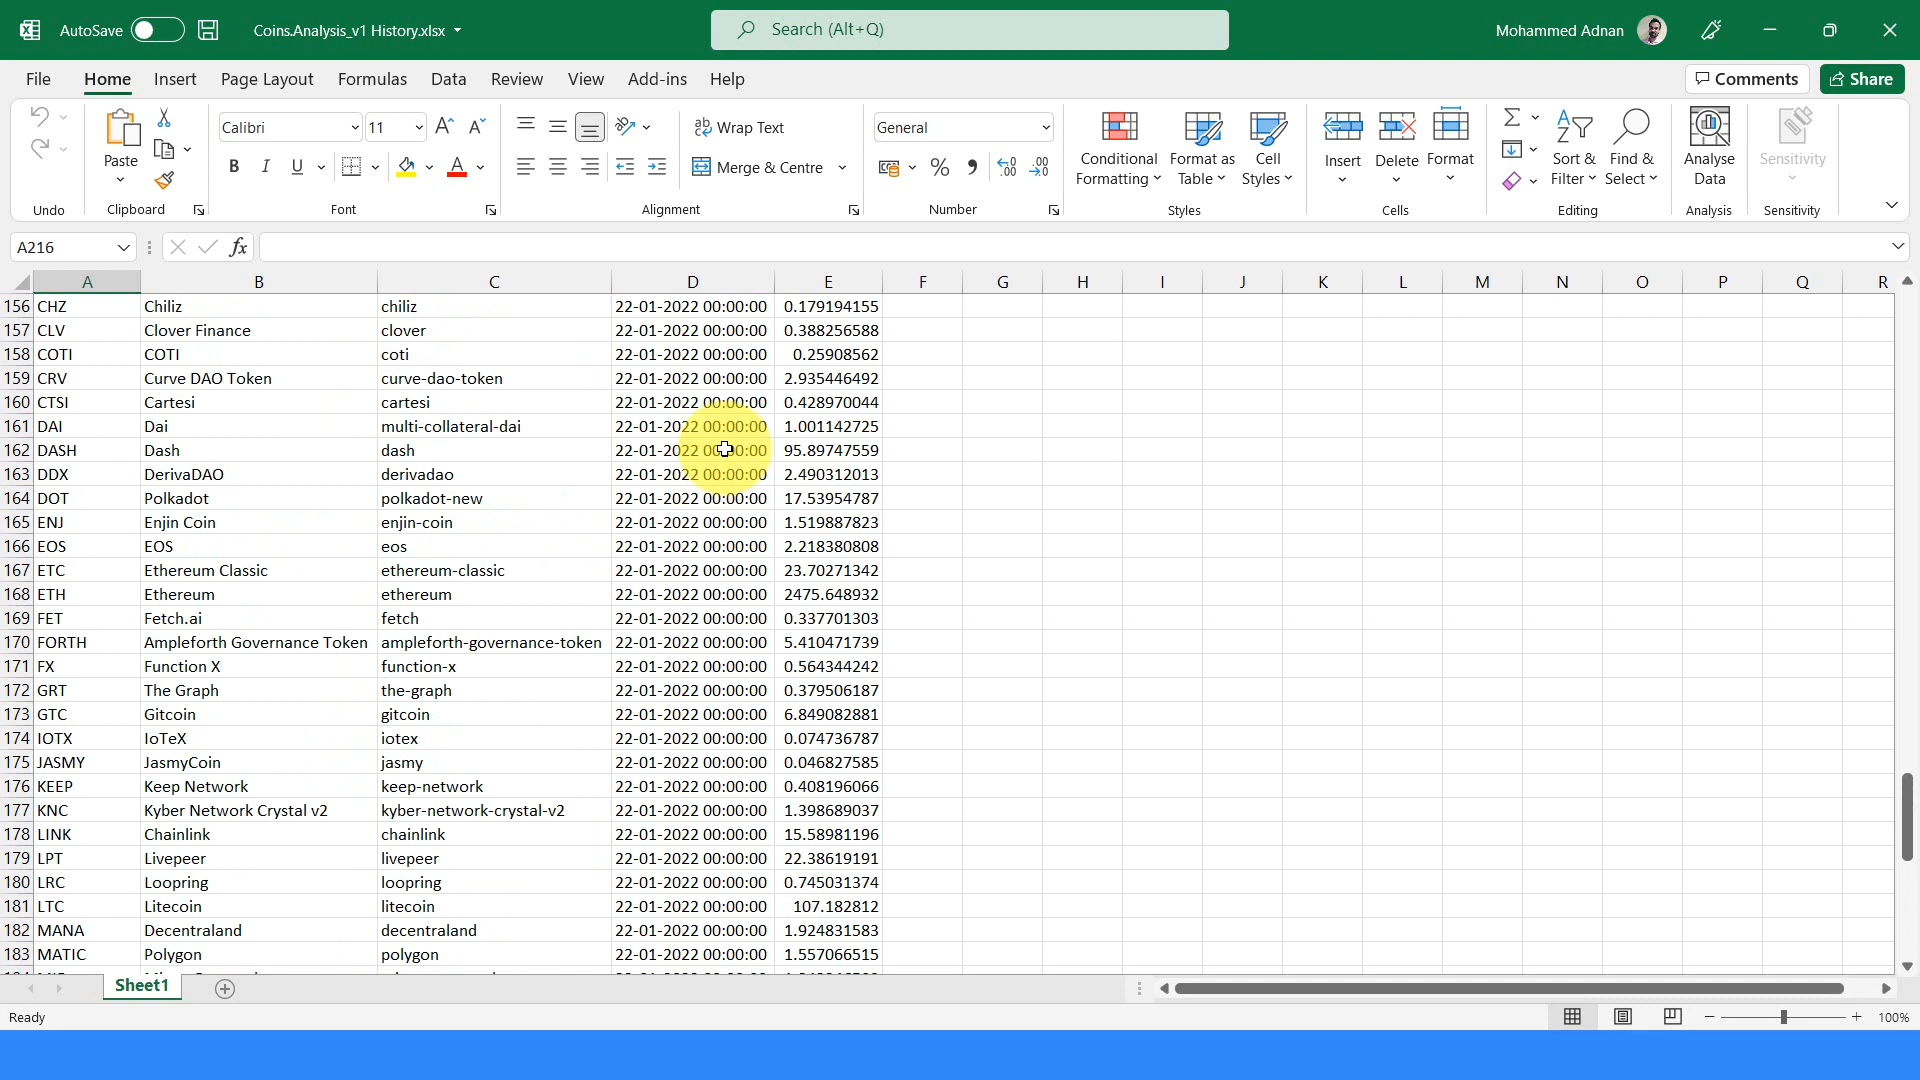 AutoSave
Coins.Analysis_v1 History.xlsx
Search (Alt+Q)
Mohammed Adnan
File Home Insert Page Layout Formulas Data Review View Add-ins Help Comments Share
Calibri 11 Wrap Text General
Paste B I U Merge & Centre % Conditional Formatting Format as Table Cell Styles Insert Delete Format Sort & Filter Find & Select Analyse Data Sensitivity
Undo Clipboard Font Alignment Number Styles Cells Editing Analysis Sensitivity
A216 fx
A B C D E F G H I J K L M N O P Q R
156 CHZ Chiliz chiliz 22-01-2022 00:00:00 0.179194155
157 CLV Clover Finance clover 22-01-2022 00:00:00 0.388256588
158 COTI COTI coti 22-01-2022 00:00:00 0.25908562
159 CRV Curve DAO Token curve-dao-token 22-01-2022 00:00:00 2.935446492
160 CTSI Cartesi cartesi 22-01-2022 00:00:00 0.428970044
161 DAI Dai multi-collateral-dai 22-01-2022 00:00:00 1.001142725
162 DASH Dash dash 22-01-2022 00:00:00 95.89747559
163 DDX DerivaDAO derivadao 22-01-2022 00:00:00 2.490312013
164 DOT Polkadot polkadot-new 22-01-2022 00:00:00 17.53954787
165 ENJ Enjin Coin enjin-coin 22-01-2022 00:00:00 1.519887823
166 EOS EOS eos 22-01-2022 00:00:00 2.218380808
167 ETC Ethereum Classic ethereum-classic 22-01-2022 00:00:00 23.70271342
168 ETH Ethereum ethereum 22-01-2022 00:00:00 2475.648932
169 FET Fetch.ai fetch 22-01-2022 00:00:00 0.337701303
170 FORTH Ampleforth Governance Token ampleforth-governance-token 22-01-2022 00:00:00 5.410471739
171 FX Function X function-x 22-01-2022 00:00:00 0.564344242
172 GRT The Graph the-graph 22-01-2022 00:00:00 0.379506187
173 GTC Gitcoin gitcoin 22-01-2022 00:00:00 6.849082881
174 IOTX IoTeX iotex 22-01-2022 00:00:00 0.074736787
175 JASMY JasmyCoin jasmy 22-01-2022 00:00:00 0.046827585
176 KEEP Keep Network keep-network 22-01-2022 00:00:00 0.408196066
177 KNC Kyber Network Crystal v2 kyber-network-crystal-v2 22-01-2022 00:00:00 1.398689037
178 LINK Chainlink chainlink 22-01-2022 00:00:00 15.58981196
179 LPT Livepeer livepeer 22-01-2022 00:00:00 22.38619191
180 LRC Loopring loopring 22-01-2022 00:00:00 0.745031374
181 LTC Litecoin litecoin 22-01-2022 00:00:00 107.182812
182 MANA Decentraland decentraland 22-01-2022 00:00:00 1.924831583
183 MATIC Polygon polygon 22-01-2022 00:00:00 1.557066515
Sheet1
Ready 100%